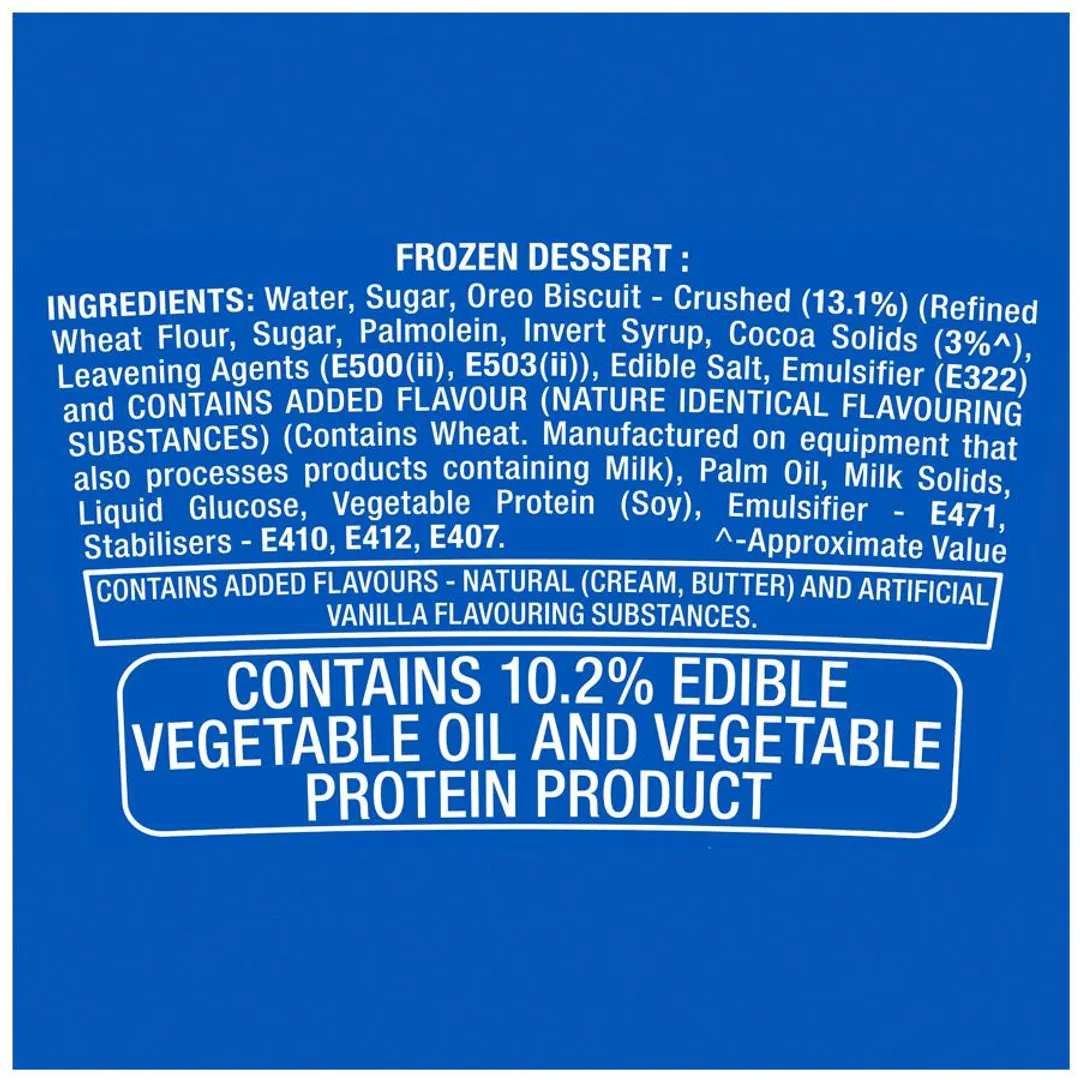 FROZEN DESSERT :
INGREDIENTS: Water, Sugar, Oreo Biscuit - Crushed (13.1%) (Refined
Wheat Flour, Sugar, Palmolein, Invert Syrup, Cocoa Solids (3%^),
Leavening Agents (E500(ii), E503(ii)), Edible Salt, Emulsifier (E322)
and CONTAINS ADDED FLAVOUR (NATURE IDENTICAL FLAVOURING
SUBSTANCES) (Contains Wheat. Manufactured on equipment that
also processes products containing Milk), Palm Oil, Milk Solids,
Liquid Glucose, Vegetable Protein (Soy), Emulsifier - E471,
Stabilisers - E410, E412, E407. ^-Approximate Value
CONTAINS ADDED FLAVOURS - NATURAL (CREAM, BUTTER) AND ARTIFICIAL
VANILLA FLAVOURING SUBSTANCES.
CONTAINS 10.2% EDIBLE
VEGETABLE OIL AND VEGETABLE
PROTEIN PRODUCT